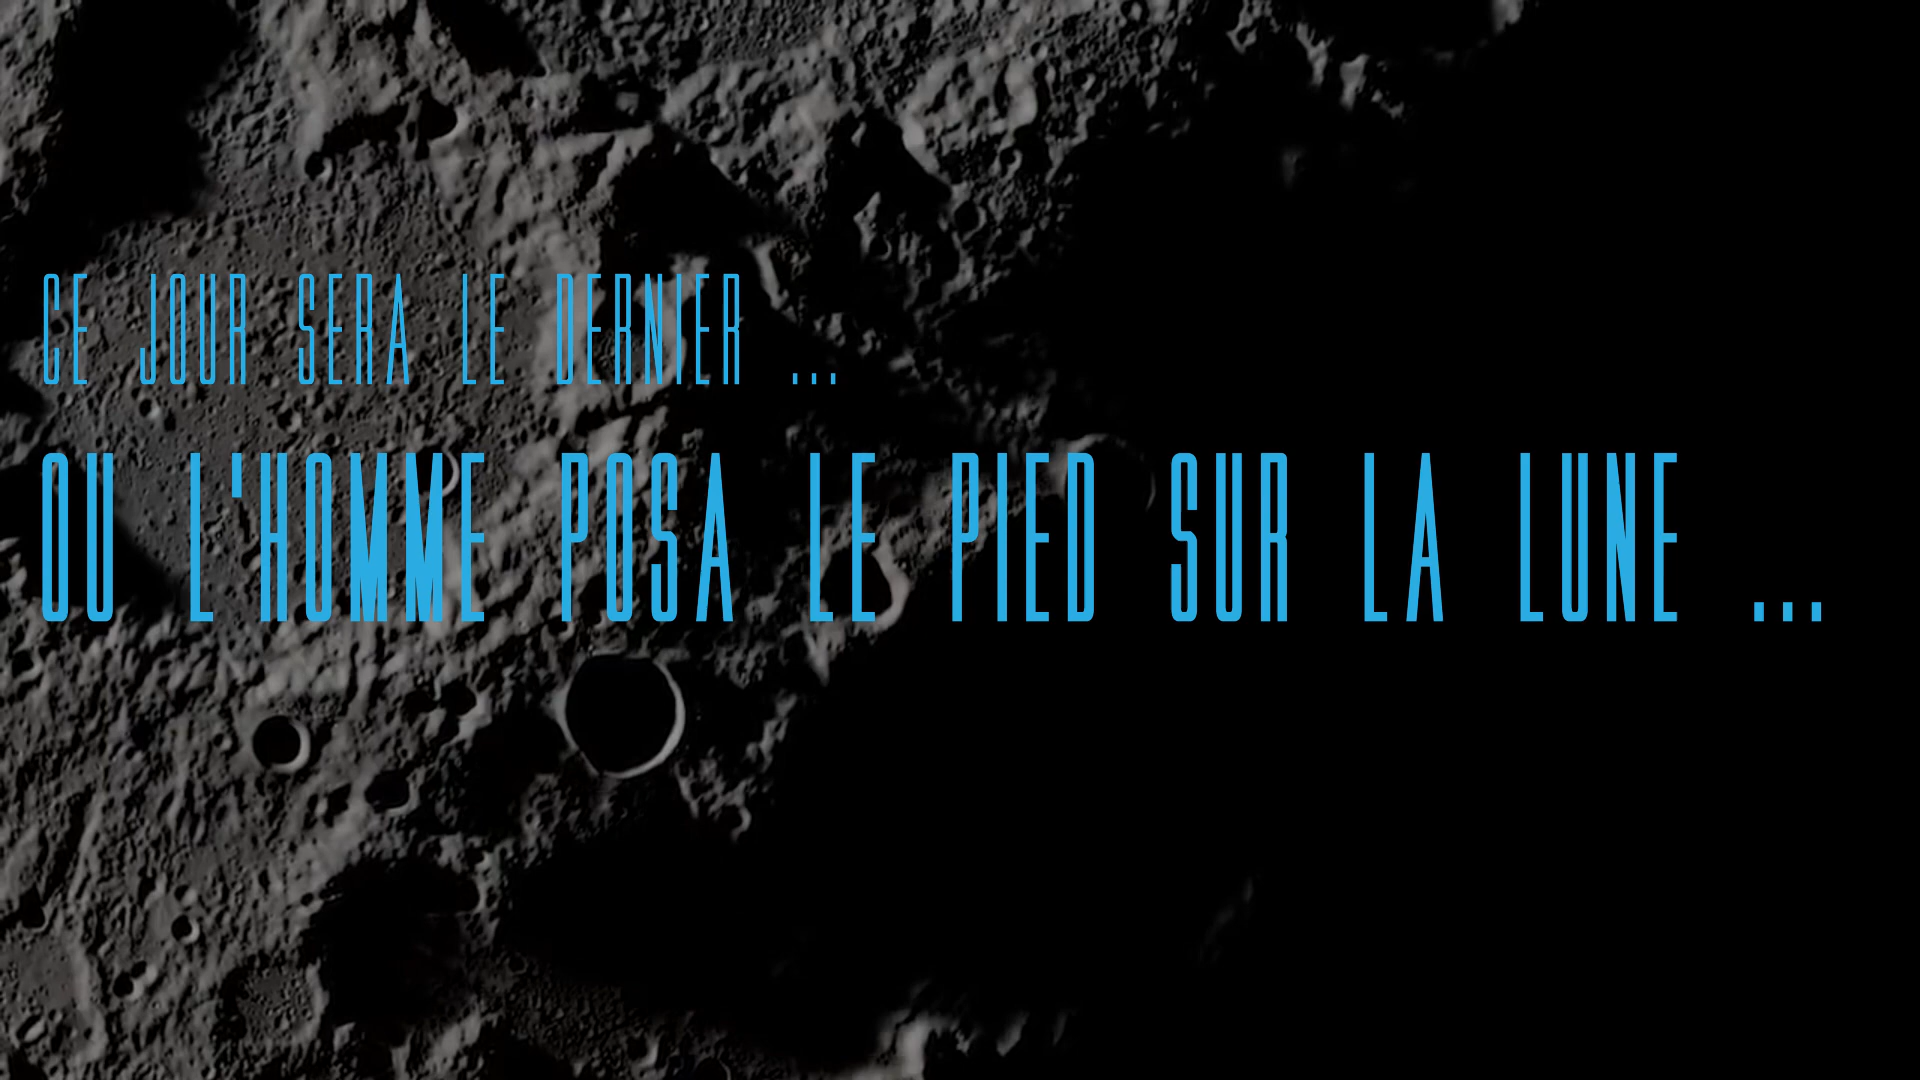 CE JOUR SERA LE DERNIER ...
OU L'HOMME POSA LE PIED SUR LA LUNE ...